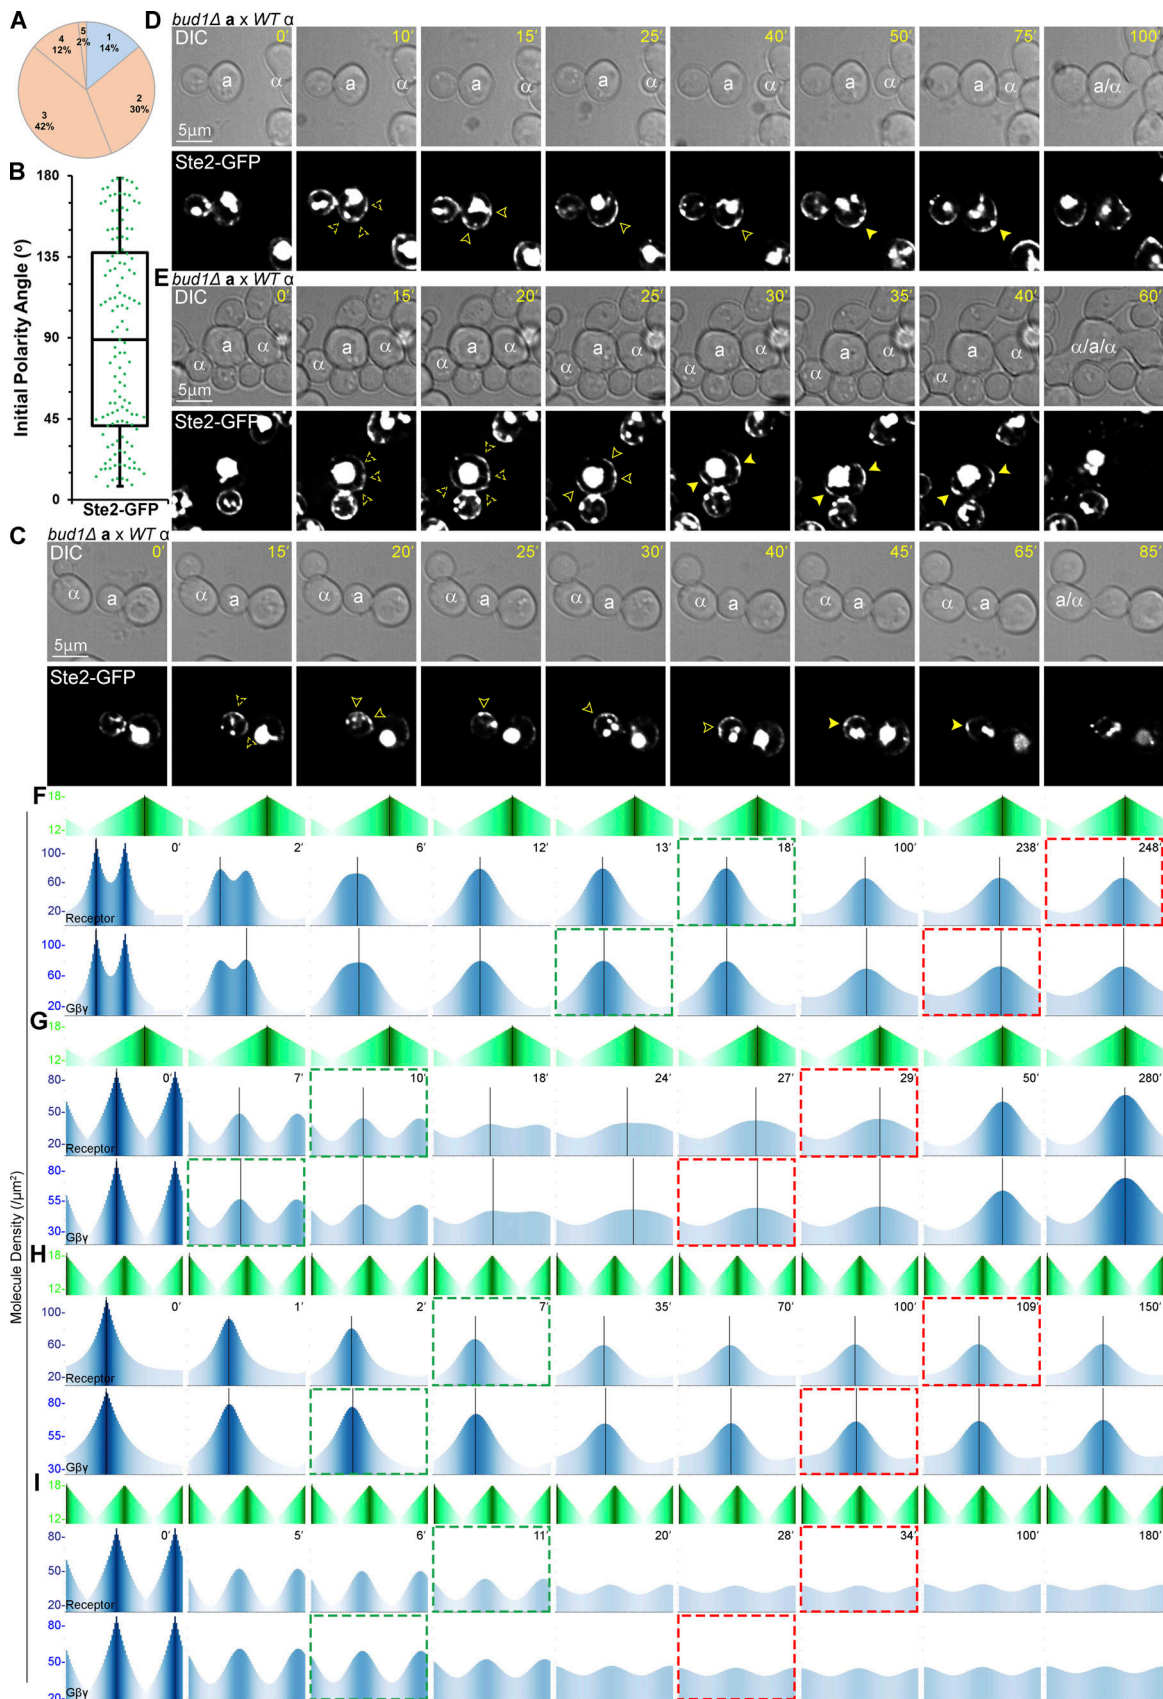 A
1
14%
2
30%
3
42%
4
12%
5
2%
B
Initial Polarity Angle (°)
180
135
90
45
0
Ste2-GFP
D
bud1Δ a x WT α
DIC
0′
10′
15′
25′
40′
50′
75′
100′
a
α
a
α
a
α
a
α
a
α
a
α
a
α
a/α
5μm
Ste2-GFP
E
bud1Δ a x WT α
DIC
0′
15′
20′
25′
30′
35′
40′
60′
α
a
α
α
a
α
α
a
α
α
a
α
α
a
α
α
a
α
α
a
α
α/a/α
5μm
Ste2-GFP
C
bud1Δ a x WT α
DIC
0′
15′
20′
25′
30′
40′
45′
65′
85′
α
a
α
a
α
a
α
a
α
a
α
a
α
a
α
a
a/α
5μm
Ste2-GFP
Molecule Density (/μm²)
F
18-
12-
0′
2′
6′
12′
13′
18′
100′
238′
248′
100-
60-
20-
Receptor
100-
60-
20-
Gβγ
G
18-
12-
0′
7′
10′
18′
24′
27′
29′
50′
280′
80-
50-
20-
Receptor
80-
55-
30-
Gβγ
H
18-
12-
0′
1′
2′
7′
35′
70′
100′
109′
150′
100-
60-
20-
Receptor
80-
55-
30-
Gβγ
I
18-
12-
0′
5′
6′
11′
20′
28′
34′
100′
180′
80-
50-
20-
Receptor
80-
50-
20-
Gβγ